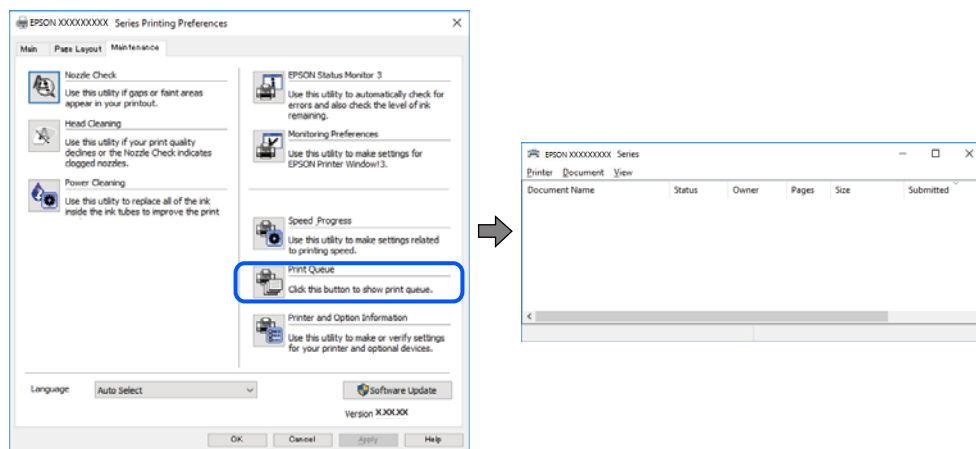 EPSON XXXXXXXXX Series Printing Preferences
Main Page Layout Maintenance
Nozzle Check
Use this utility if gaps or faint areas
appear in your printout.
Head Cleaning
Use this utility if your print quality
declines or the Nozzle Check indicates
clogged nozzles.
Power Cleaning
Use this utility to replace all of the ink
inside the ink tubes to improve the print
EPSON Status Monitor 3
Use this utility to automatically check for
errors and also check the level of ink
remaining.
Monitoring Preferences
Use this utility to make settings for
EPSON Printer Window!3.
Speed Progress
Use this utility to make settings related
to printing speed.
Print Queue
Click this button to show print queue.
Printer and Option Information
Use this utility to make or verify settings
for your printer and optional devices.
Language Auto Select
Software Update
Version X.XX.XX
OK Cancel Apply Help
EPSON XXXXXXXXX Series
Printer Document View
Document Name Status Owner Pages Size Submitted